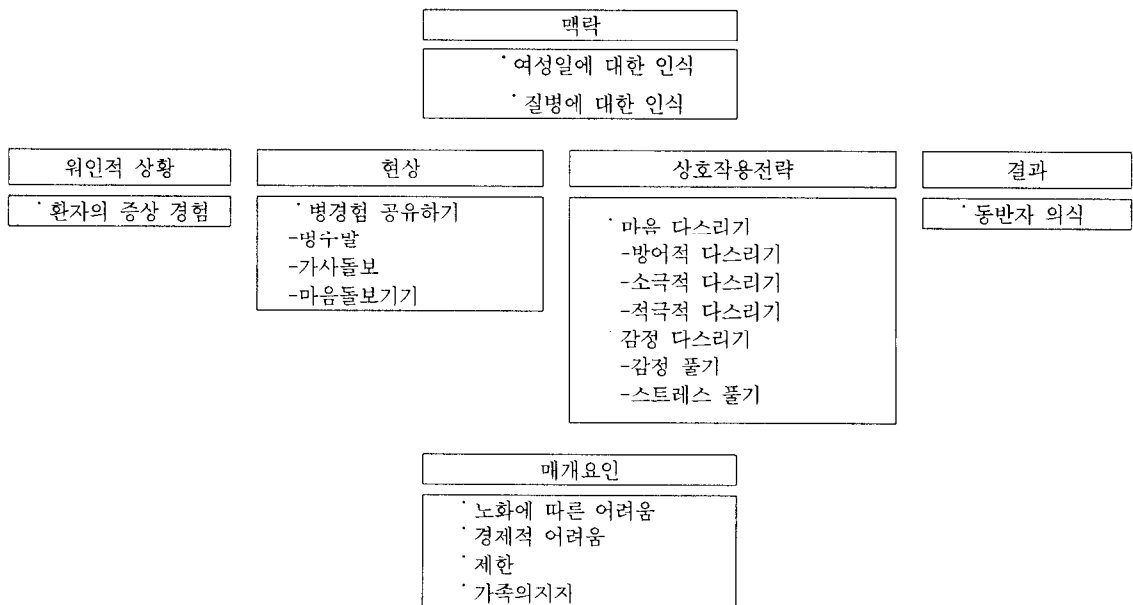 맥락
· 여성일에 대한 인식
· 질병에 대한 인식
워인적 상황
· 환자의 증상 경험
현상
· 병경험 공유하기
-병수발
-가사돌보
-마음돌보기기
상호작용전략
· 마음 다스리기
-방어적 다스리기
-소극적 다스리기
-적극적 다스리기
· 감정 다스리기
-감정 풀기
-스트레스 풀기
결과
· 동반자 의식
매개요인
· 노화에 따른 어려움
· 경제적 어려움
· 제한
· 가족의지지